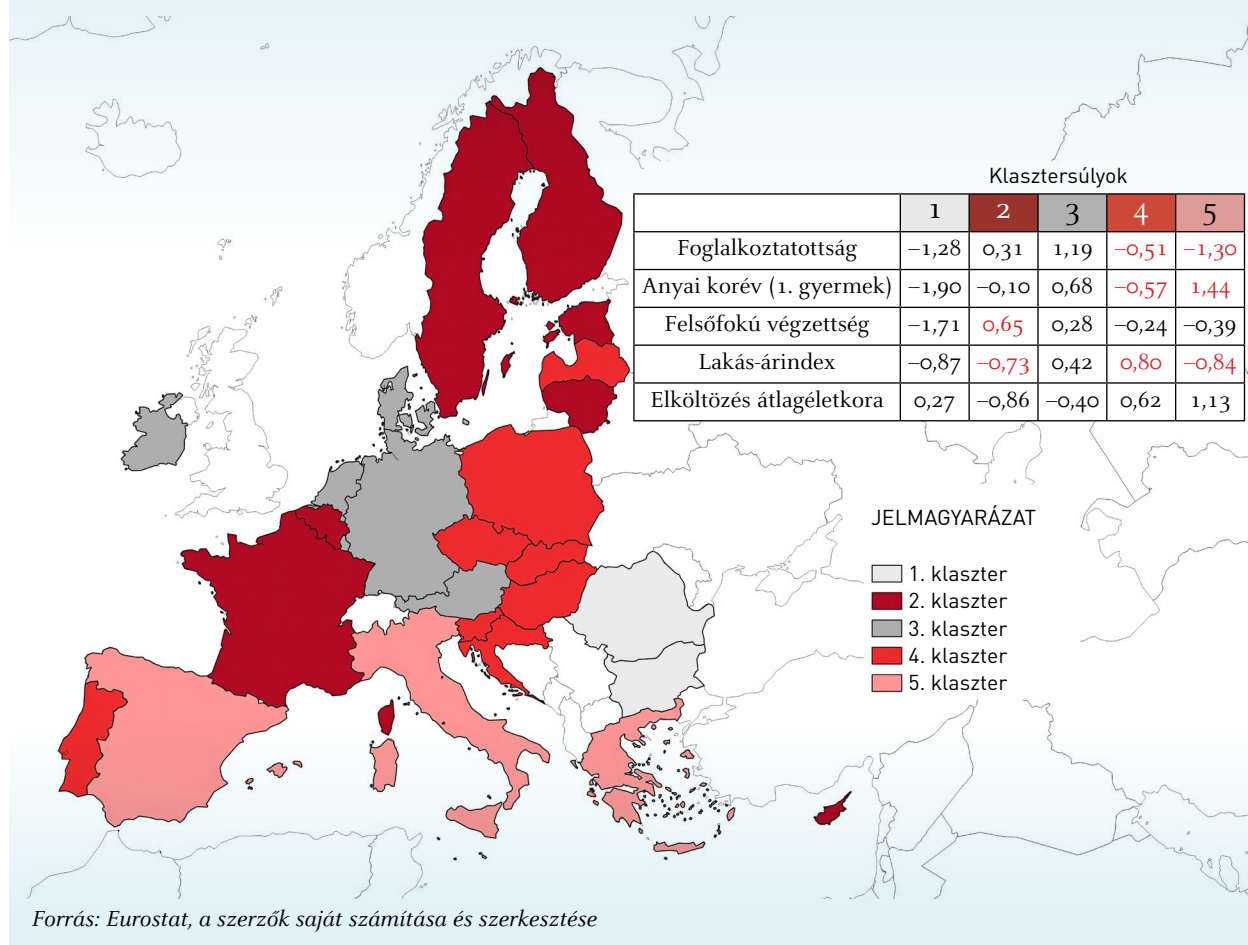 Klasztersúlyok
1 2 3 4 5
Foglalkoztatottság −1,28 0,31 1,19 −0,51 −1,30
Anyai korév (1. gyermek) −1,90 −0,10 0,68 −0,57 1,44
Felsőfokú végzettség −1,71 0,65 0,28 −0,24 −0,39
Lakás-árindex −0,87 −0,73 0,42 0,80 −0,84
Elköltözés átlagéletkora 0,27 −0,86 −0,40 0,62 1,13
JELMAGYARÁZAT
1. klaszter
2. klaszter
3. klaszter
4. klaszter
5. klaszter
Forrás: Eurostat, a szerzők saját számítása és szerkesztése